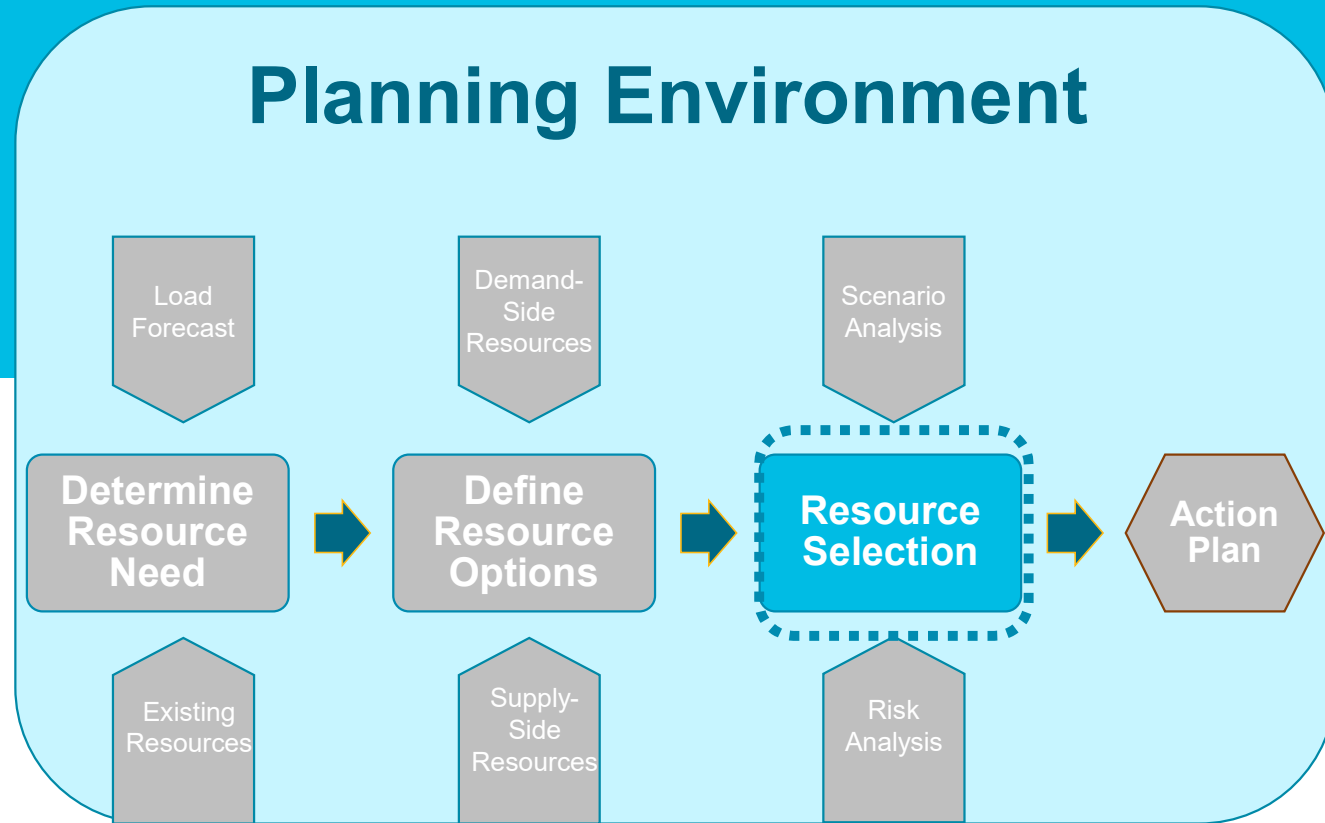 Planning Environment
Load
Forecast
Demand-
Side
Resources
Scenario
Analysis
Determine
Resource
Need
Define
Resource
Options
Resource
Selection
Action
Plan
Existing
Resources
Supply-
Side
Resources
Risk
Analysis